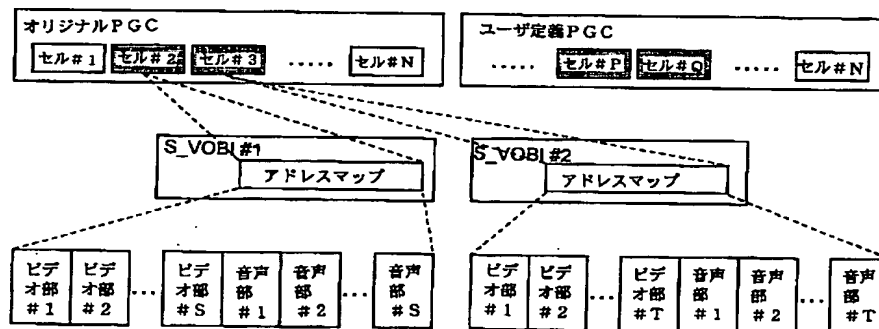 オリジナルPGC
セル#1 セル#2 セル#3 ..... セル#N
ユーザ定義PGC
..... セル#P セル#Q ..... セル#N
S_VOBI#1
アドレスマップ
S_VOBI#2
アドレスマップ
ビデオ部#1 ビデオ部#2 .... ビデオ部#S 音声部#1 音声部#2 .... 音声部#S
ビデオ部#1 ビデオ部#2 .... ビデオ部#T 音声部#1 音声部#2 .... 音声部#T